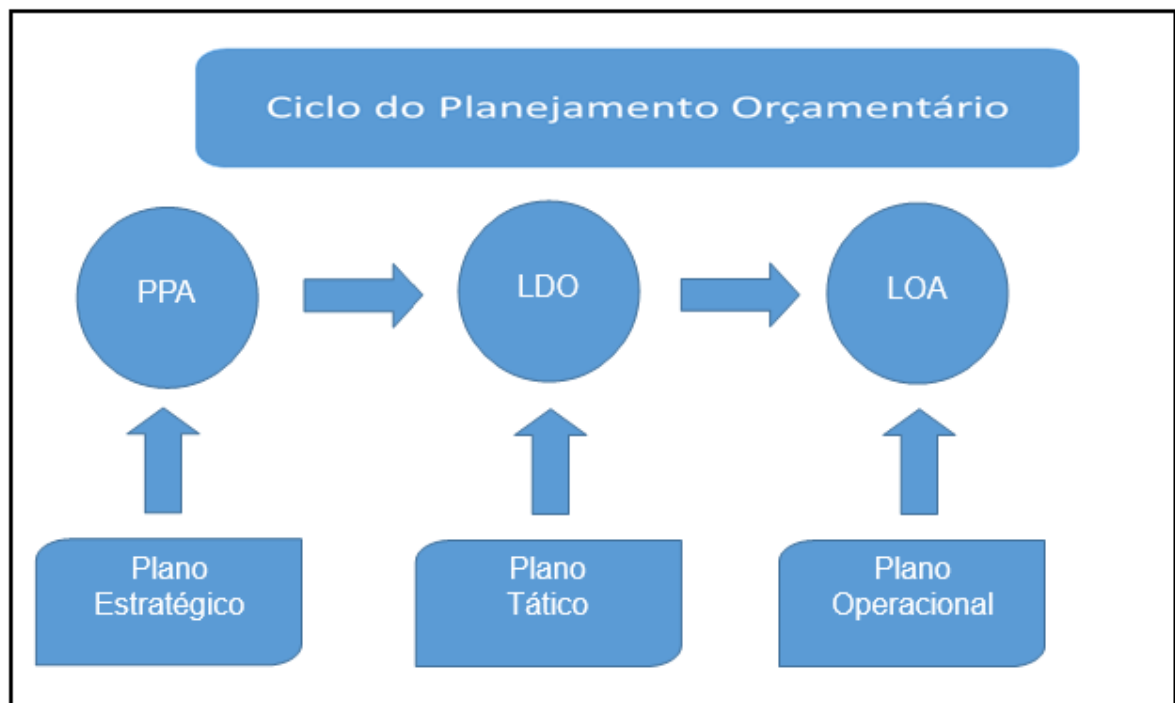 Ciclo do Planejamento Orçamentário
PPA
LDO
LOA
Plano
Estratégico
Plano
Tático
Plano
Operacional